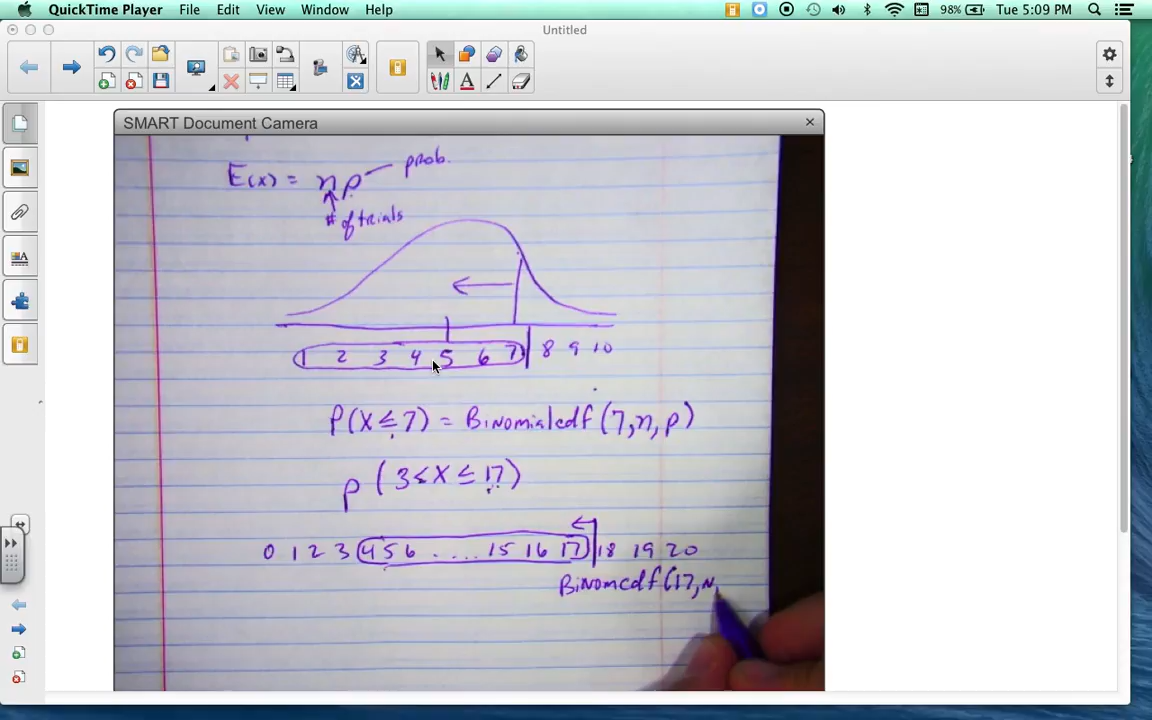 QuickTime Player File Edit View Window Help 98% Tue 5:09 PM
Untitled
SMART Document Camera
E(x) = np prob.
# of trials
1 2 3 4 5 6 7 8 9 10
P(X ≤ 7) = Binomialcdf (7, n, p)
P (3 < X ≤ 17)
0 1 2 3 4 5 6 . . . . . 15 16 17 18 19 20
Binomcdf(17, n,